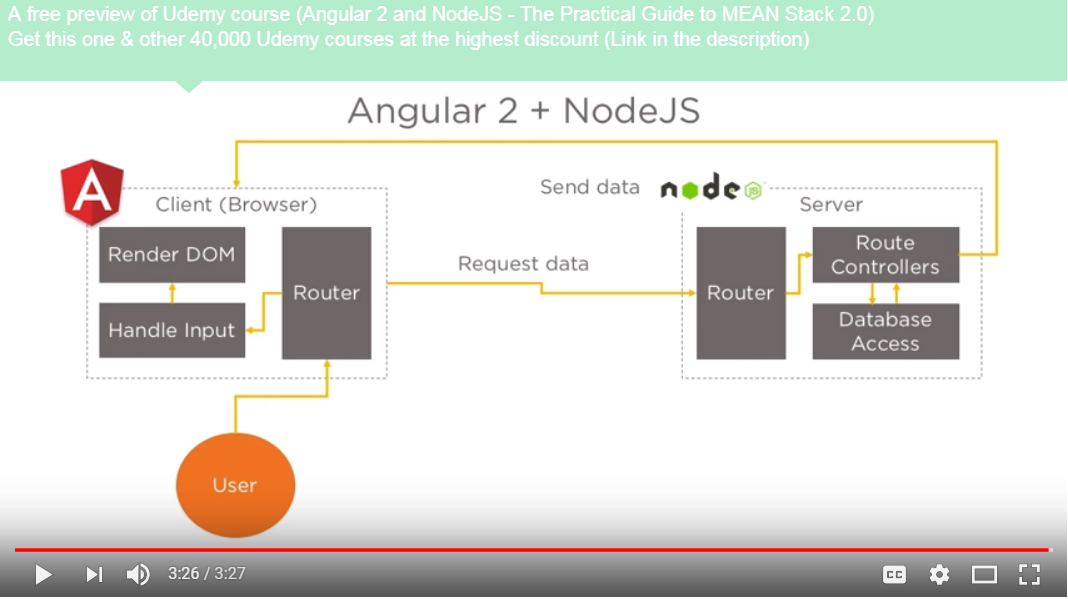 A free preview of Udemy course (Angular 2 and NodeJS - The Practical Guide to MEAN Stack 2.0)
Get this one & other 40,000 Udemy courses at the highest discount (Link in the description)
Angular 2 + NodeJS
A
Client (Browser)
Render DOM
Handle Input
Router
Request data
Send data
node
JS
Server
Router
Route
Controllers
Database
Access
User
3:26 / 3:27
CC